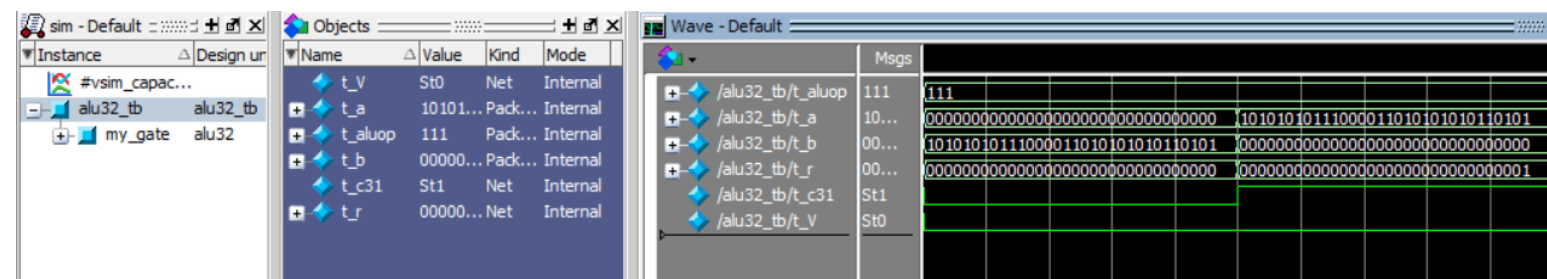 sim - Default
Instance Design un
#vsim_capac...
alu32_tb alu32_tb
my_gate alu32
Objects
Name Value Kind Mode
t_V St0 Net Internal
t_a 10101... Pack... Internal
t_aluop 111 Pack... Internal
t_b 00000... Pack... Internal
t_c31 St1 Net Internal
t_r 00000... Net Internal
Wave - Default
Msgs
/alu32_tb/t_aluop 111 111
/alu32_tb/t_a 10... 00000000000000000000000000000000 10101010111000011010101010110101
/alu32_tb/t_b 00... 10101010111000011010101010110101 00000000000000000000000000000000
/alu32_tb/t_r 00... 00000000000000000000000000000000 00000000000000000000000000000001
/alu32_tb/t_c31 St1
/alu32_tb/t_V St0